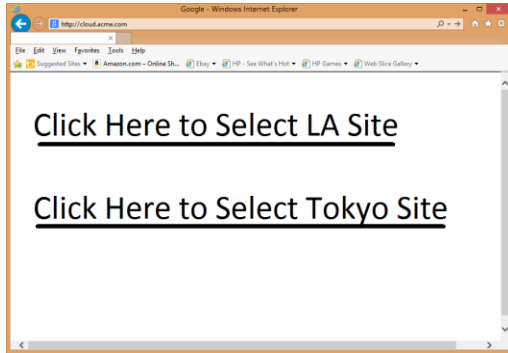 Google - Windows Internet Explorer
http://cloud.acme.com
File Edit View Favorites Tools Help
Suggested Sites Amazon.com – Online Sh... Ebay HP - See What's Hot HP Games Web Slice Gallery
Click Here to Select LA Site
Click Here to Select Tokyo Site